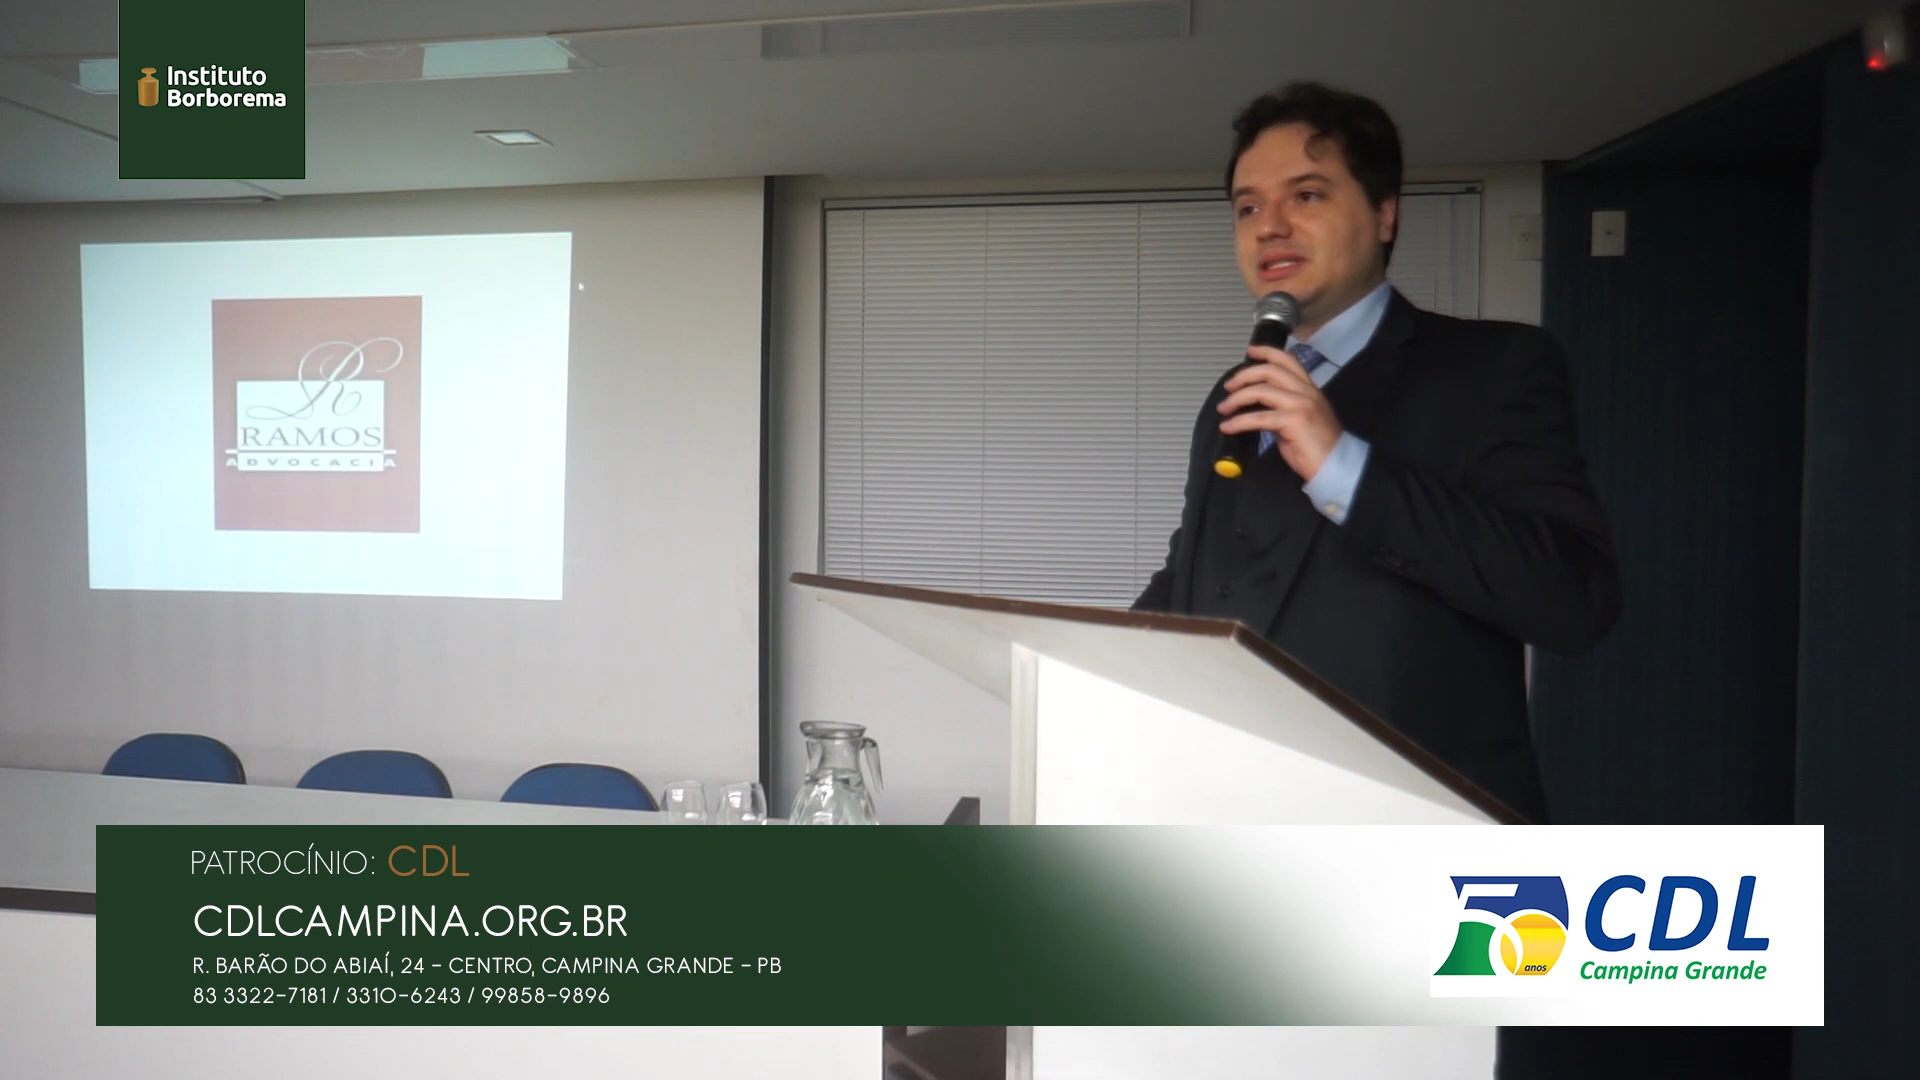 Instituto
Borborema
R
RAMOS
ADVOCACIA
PATROCÍNIO: CDL
CDLCAMPINA.ORG.BR
R. BARÃO DO ABIAÍ, 24 - CENTRO, CAMPINA GRANDE - PB
83 3322-7181 / 3310-6243 / 99858-9896
50
anos
CDL
Campina Grande